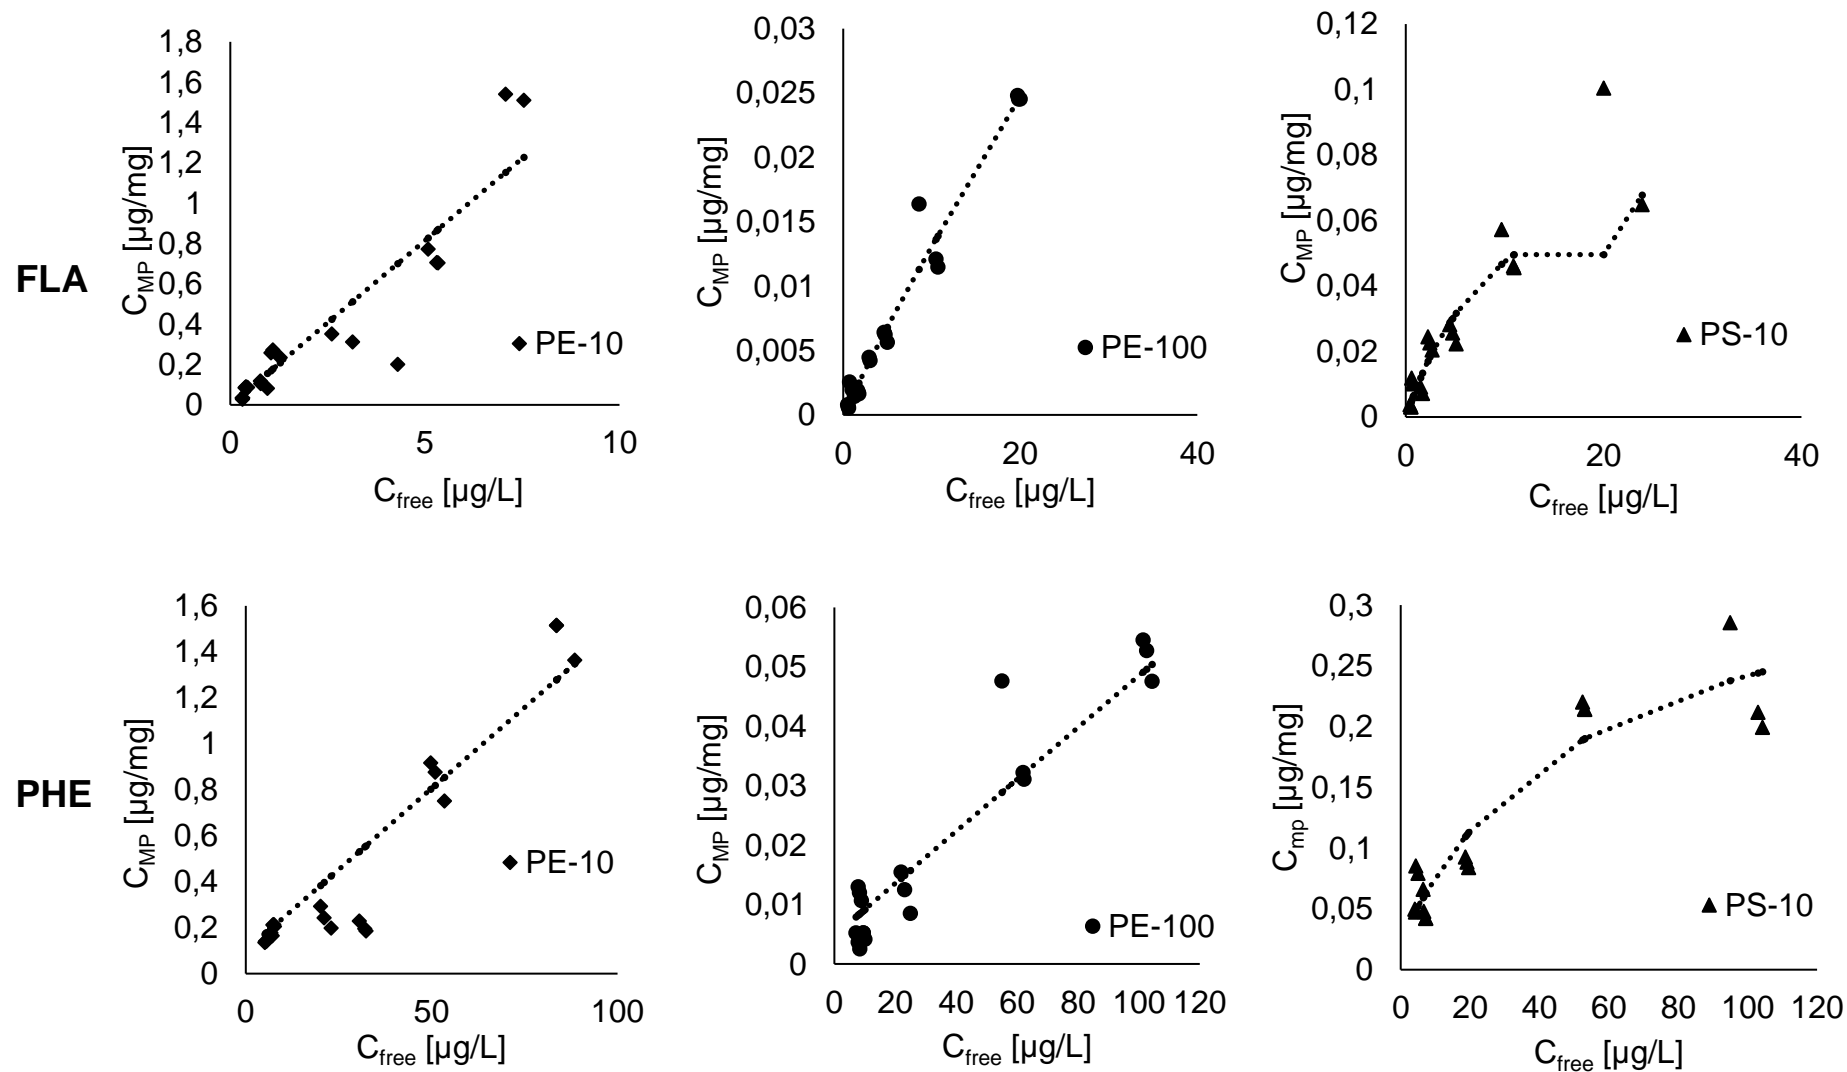 FLA
C_MP [µg/mg]
1,8
1,6
1,4
1,2
1
0,8
0,6
0,4
0,2
0
0 5 10
C_free [µg/L]
PE-10
C_MP [µg/mg]
0,03
0,025
0,02
0,015
0,01
0,005
0
0 20 40
C_free [µg/L]
PE-100
C_MP [µg/mg]
0,12
0,1
0,08
0,06
0,04
0,02
0
0 20 40
C_free [µg/L]
PS-10
PHE
C_MP [µg/mg]
1,6
1,4
1,2
1
0,8
0,6
0,4
0,2
0
0 50 100
C_free [µg/L]
PE-10
C_MP [µg/mg]
0,06
0,05
0,04
0,03
0,02
0,01
0
0 20 40 60 80 100 120
C_free [µg/L]
PE-100
C_mp [µg/mg]
0,3
0,25
0,2
0,15
0,1
0,05
0
0 20 40 60 80 100 120
C_free [µg/L]
PS-10